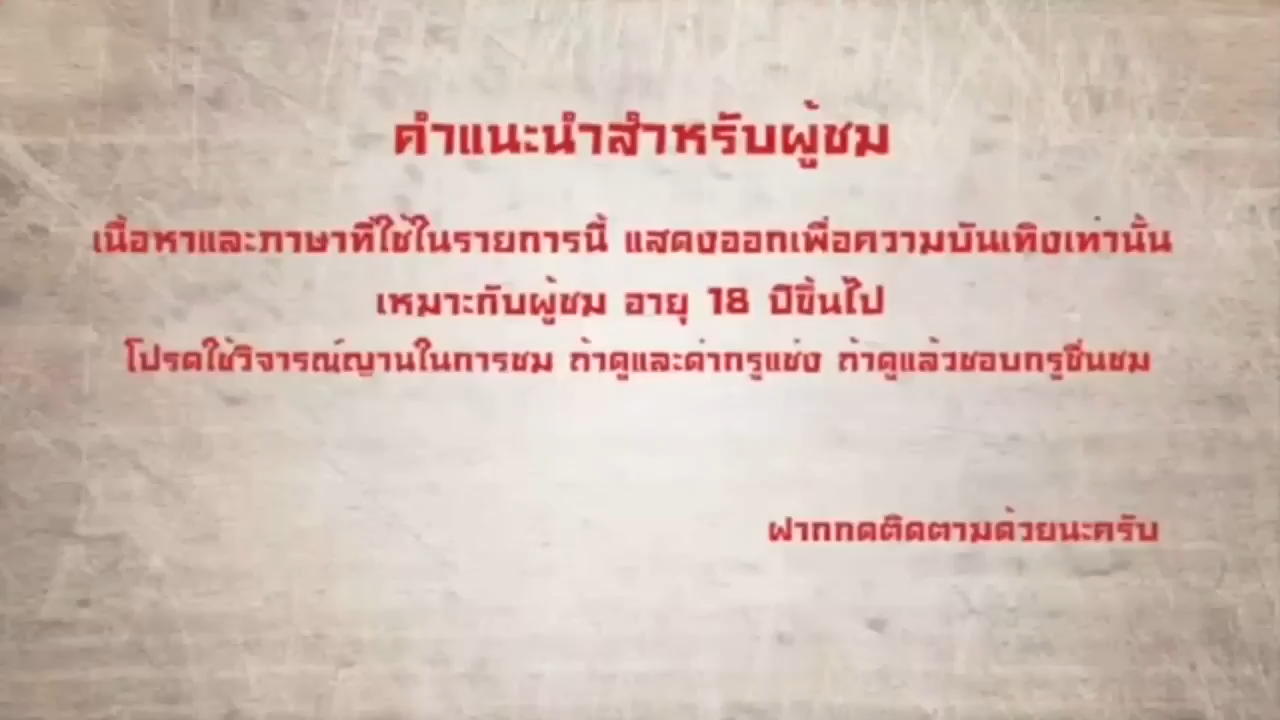 คำแนะนำสำหรับผู้ชม
เนื้อหาและภาษาที่ใช้ในรายการนี้ แสดงออกเพื่อความบันเทิงเท่านั้น
เหมาะกับผู้ชม อายุ 18 ปีขึ้นไป
โปรดใช้วิจารณ์ญานในการชม ถ้าดูและด่ากรูแช่ง ถ้าดูแล้วชอบกรูชื่นชม
ฝากกดติดตามด้วยนะครับ